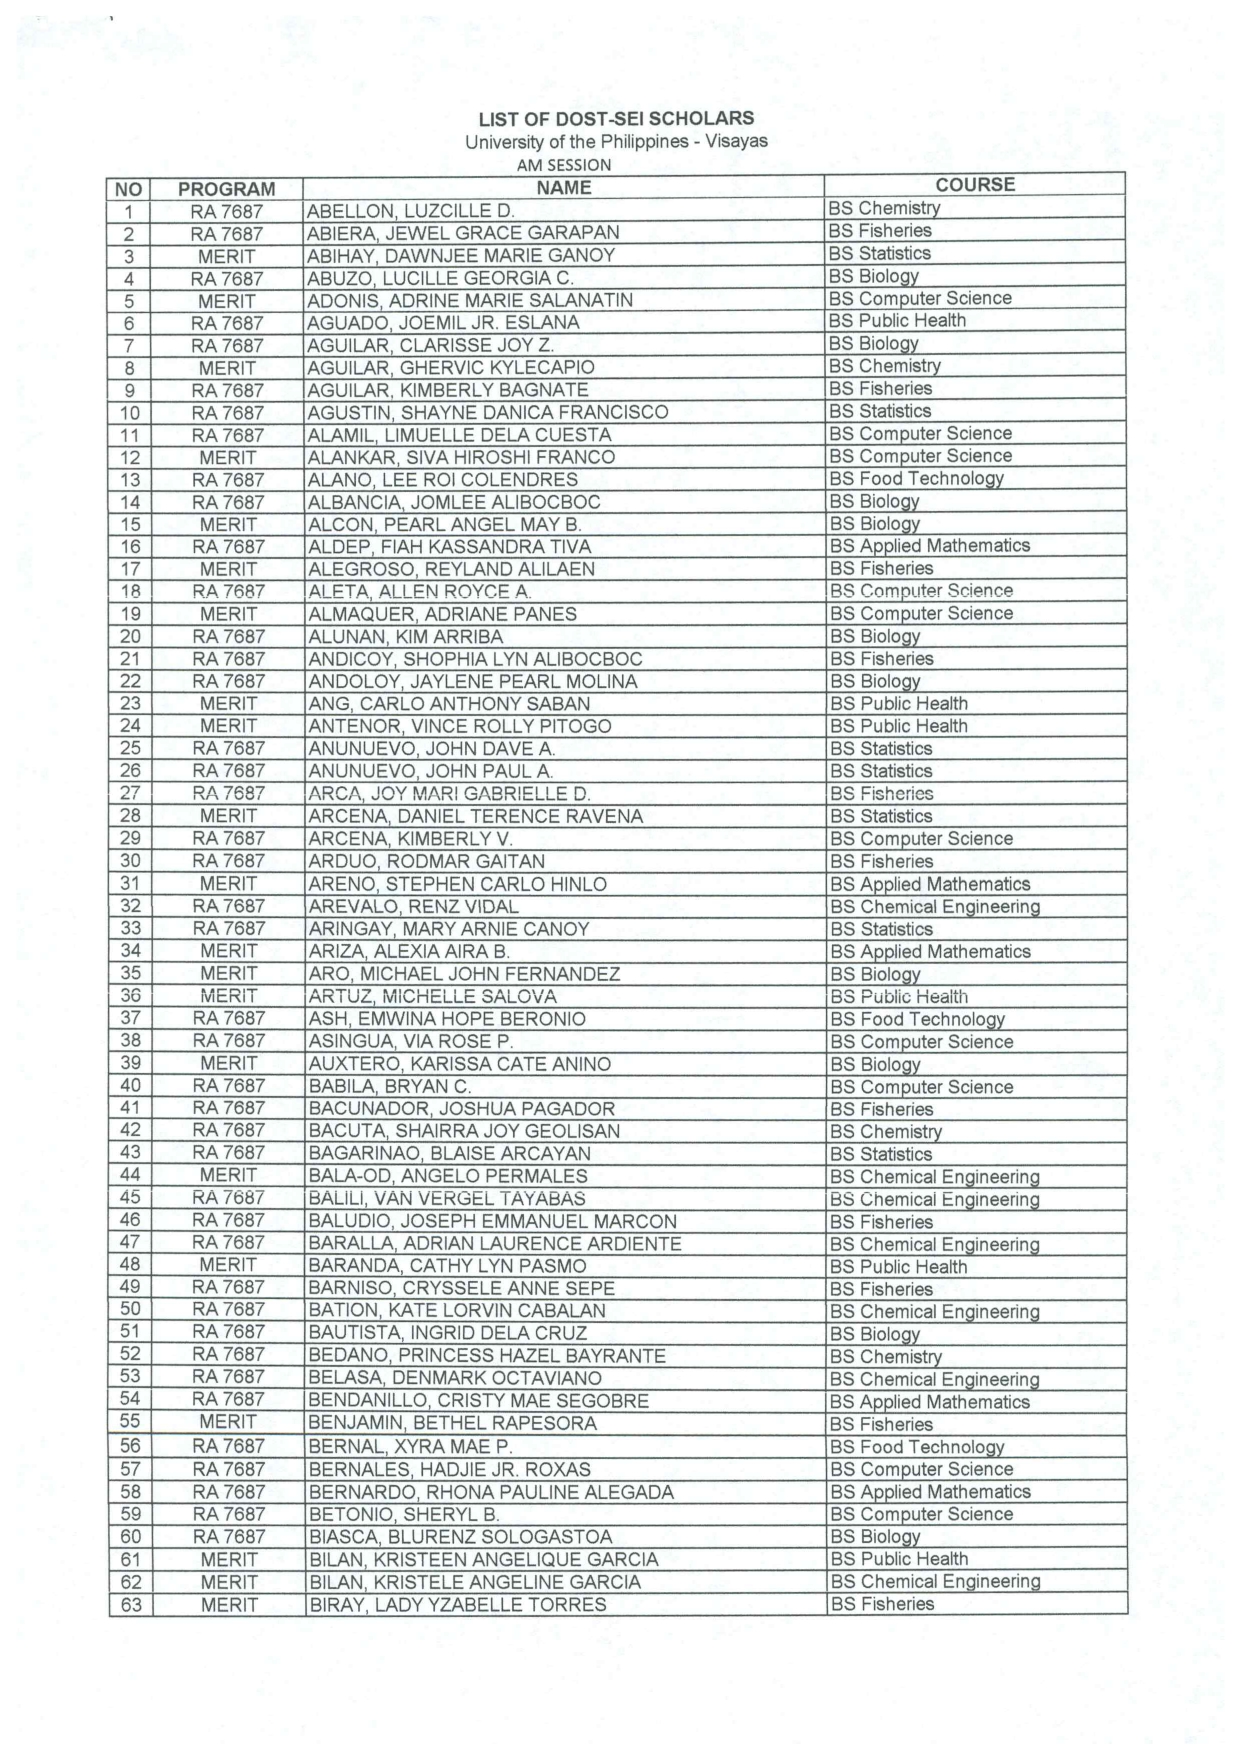 LIST OF DOST-SEI SCHOLARS
University of the Philippines - Visayas
AM SESSION
NO PROGRAM NAME COURSE
1 RA 7687 ABELLON, LUZCILLE D. BS Chemistry
2 RA 7687 ABIERA, JEWEL GRACE GARAPAN BS Fisheries
3 MERIT ABIHAY, DAWNJEE MARIE GANOY BS Statistics
4 RA 7687 ABUZO, LUCILLE GEORGIA C. BS Biology
5 MERIT ADONIS, ADRINE MARIE SALANATIN BS Computer Science
6 RA 7687 AGUADO, JOEMIL JR. ESLANA BS Public Health
7 RA 7687 AGUILAR, CLARISSE JOY Z. BS Biology
8 MERIT AGUILAR, GHERVIC KYLECAPIO BS Chemistry
9 RA 7687 AGUILAR, KIMBERLY BAGNATE BS Fisheries
10 RA 7687 AGUSTIN, SHAYNE DANICA FRANCISCO BS Statistics
11 RA 7687 ALAMIL, LIMUELLE DELA CUESTA BS Computer Science
12 MERIT ALANKAR, SIVA HIROSHI FRANCO BS Computer Science
13 RA 7687 ALANO, LEE ROI COLENDRES BS Food Technology
14 RA 7687 ALBANCIA, JOMLEE ALIBOCBOC BS Biology
15 MERIT ALCON, PEARL ANGEL MAY B. BS Biology
16 RA 7687 ALDEP, FIAH KASSANDRA TIVA BS Applied Mathematics
17 MERIT ALEGROSO, REYLAND ALILAEN BS Fisheries
18 RA 7687 ALETA, ALLEN ROYCE A. BS Computer Science
19 MERIT ALMAQUER, ADRIANE PANES BS Computer Science
20 RA 7687 ALUNAN, KIM ARRIBA BS Biology
21 RA 7687 ANDICOY, SHOPHIA LYN ALIBOCBOC BS Fisheries
22 RA 7687 ANDOLOY, JAYLENE PEARL MOLINA BS Biology
23 MERIT ANG, CARLO ANTHONY SABAN BS Public Health
24 MERIT ANTENOR, VINCE ROLLY PITOGO BS Public Health
25 RA 7687 ANUNUEVO, JOHN DAVE A. BS Statistics
26 RA 7687 ANUNUEVO, JOHN PAUL A. BS Statistics
27 RA 7687 ARCA, JOY MARI GABRIELLE D. BS Fisheries
28 MERIT ARCENA, DANIEL TERENCE RAVENA BS Statistics
29 RA 7687 ARCENA, KIMBERLY V. BS Computer Science
30 RA 7687 ARDUO, RODMAR GAITAN BS Fisheries
31 MERIT ARENO, STEPHEN CARLO HINLO BS Applied Mathematics
32 RA 7687 AREVALO, RENZ VIDAL BS Chemical Engineering
33 RA 7687 ARINGAY, MARY ARNIE CANOY BS Statistics
34 MERIT ARIZA, ALEXIA AIRA B. BS Applied Mathematics
35 MERIT ARO, MICHAEL JOHN FERNANDEZ BS Biology
36 MERIT ARTUZ, MICHELLE SALOVA BS Public Health
37 RA 7687 ASH, EMWINA HOPE BERONIO BS Food Technology
38 RA 7687 ASINGUA, VIA ROSE P. BS Computer Science
39 MERIT AUXTERO, KARISSA CATE ANINO BS Biology
40 RA 7687 BABILA, BRYAN C. BS Computer Science
41 RA 7687 BACUNADOR, JOSHUA PAGADOR BS Fisheries
42 RA 7687 BACUTA, SHAIRRA JOY GEOLISAN BS Chemistry
43 RA 7687 BAGARINAO, BLAISE ARCAYAN BS Statistics
44 MERIT BALA-OD, ANGELO PERMALES BS Chemical Engineering
45 RA 7687 BALILI, VAN VERGEL TAYABAS BS Chemical Engineering
46 RA 7687 BALUDIO, JOSEPH EMMANUEL MARCON BS Fisheries
47 RA 7687 BARALLA, ADRIAN LAURENCE ARDIENTE BS Chemical Engineering
48 MERIT BARANDA, CATHY LYN PASMO BS Public Health
49 RA 7687 BARNISO, CRYSSELE ANNE SEPE BS Fisheries
50 RA 7687 BATION, KATE LORVIN CABALAN BS Chemical Engineering
51 RA 7687 BAUTISTA, INGRID DELA CRUZ BS Biology
52 RA 7687 BEDANO, PRINCESS HAZEL BAYRANTE BS Chemistry
53 RA 7687 BELASA, DENMARK OCTAVIANO BS Chemical Engineering
54 RA 7687 BENDANILLO, CRISTY MAE SEGOBRE BS Applied Mathematics
55 MERIT BENJAMIN, BETHEL RAPESORA BS Fisheries
56 RA 7687 BERNAL, XYRA MAE P. BS Food Technology
57 RA 7687 BERNALES, HADJIE JR. ROXAS BS Computer Science
58 RA 7687 BERNARDO, RHONA PAULINE ALEGADA BS Applied Mathematics
59 RA 7687 BETONIO, SHERYL B. BS Computer Science
60 RA 7687 BIASCA, BLURENZ SOLOGASTOA BS Biology
61 MERIT BILAN, KRISTEEN ANGELIQUE GARCIA BS Public Health
62 MERIT BILAN, KRISTELE ANGELINE GARCIA BS Chemical Engineering
63 MERIT BIRAY, LADY YZABELLE TORRES BS Fisheries